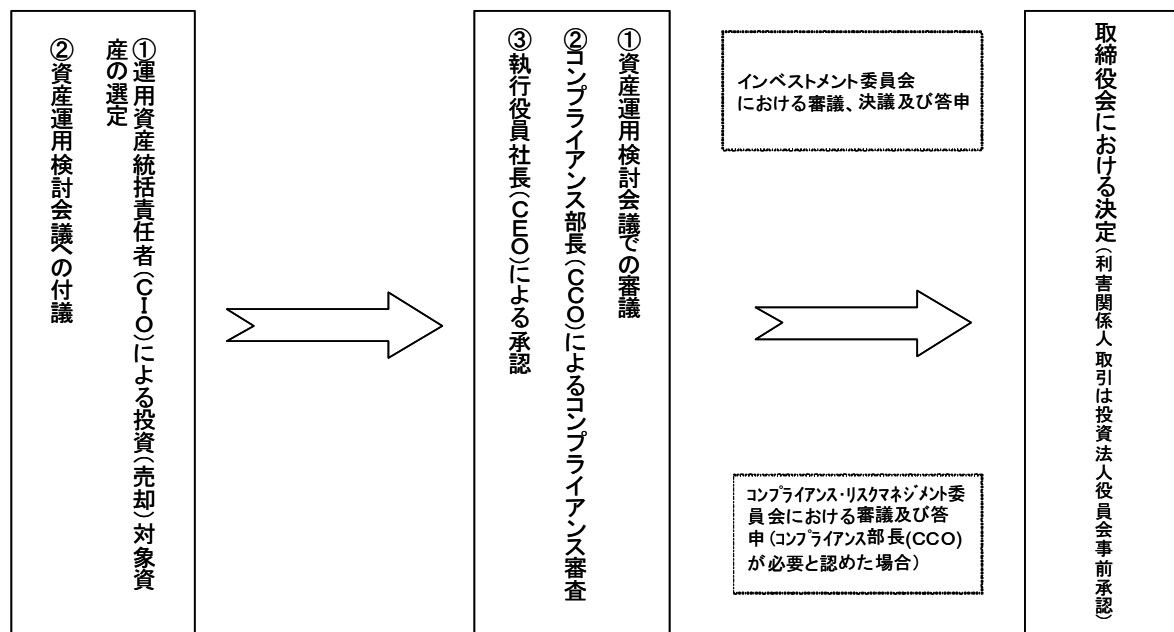 ①運用資産統括責任者(CIO)による投資(売却)対象資
産の選定
②資産運用検討会議への付議
①資産運用検討会議での審議
②コンプライアンス部長(CCO)によるコンプライアンス審査
③執行役員社長(CEO)による承認
インベストメント委員会
における審議、決議及び答申
コンプライアンス・リスクマネジメント委
員会における審議及び答
申(コンプライアンス部長(CCO)
が必要と認めた場合)
取締役会における決定(利害関係人取引は投資法人役員会事前承認)